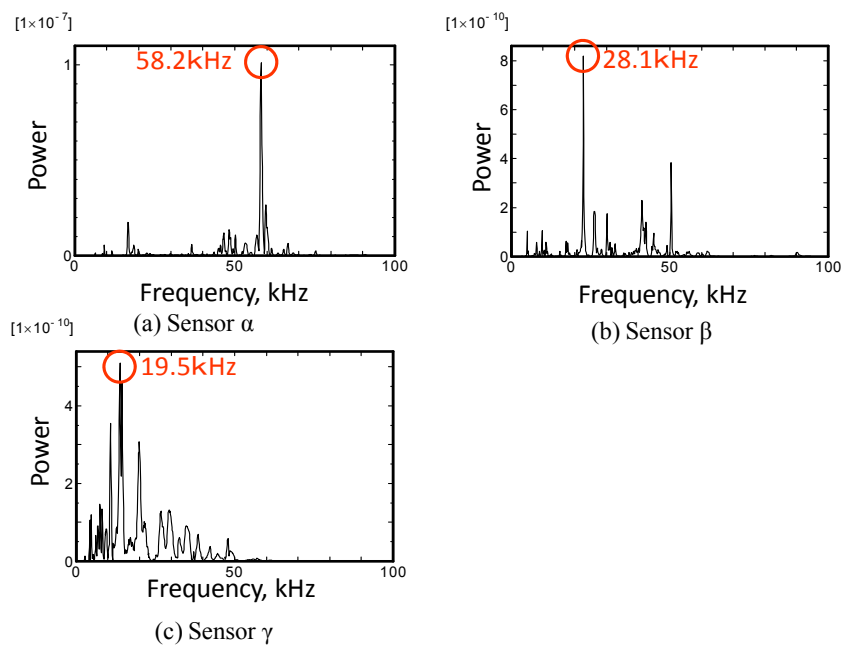 [1×10⁻⁷]
58.2kHz
1
Power
0
0
50
100
Frequency, kHz
(a) Sensor α
[1×10⁻¹⁰]
28.1kHz
8
6
4
2
0
Power
0
50
100
Frequency, kHz
(b) Sensor β
[1×10⁻¹⁰]
19.5kHz
4
2
0
Power
0
50
100
Frequency, kHz
(c) Sensor γ